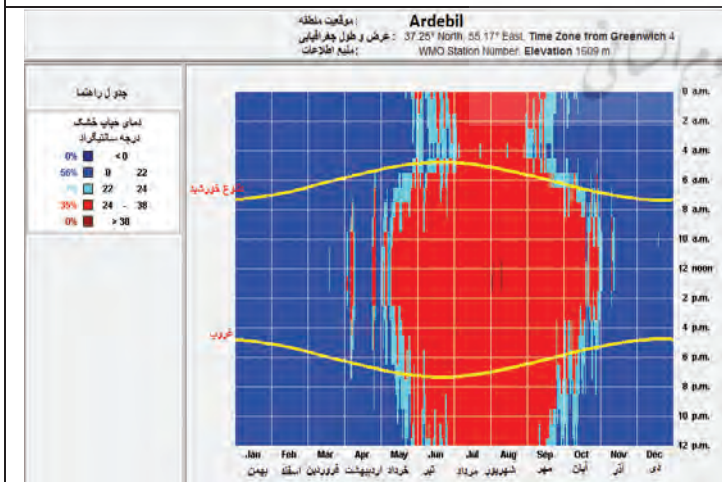 موقعیت منطقه: Ardebil
عرض و طول جغرافیایی: 37.25° North, 55.17° East, Time Zone from Greenwich 4
منبع اطلاعات: WMO Station Number, Elevation 1609 m
جدول راهنما
دمای حباب خشک
درجه سانتیگراد
0% < 0
56% 0 22
22 24
35% 24 - 38
0% > 38
طلوع خورشید
غروب
0 a.m.
2 a.m.
4 a.m.
6 a.m.
8 a.m.
10 a.m.
12 noon
2 p.m.
4 p.m.
6 p.m.
8 p.m.
10 p.m.
12 p.m.
Jan Feb Mar Apr May Jun Jul Aug Sep Oct Nov Dec
بهمن اسفند فروردین اردیبهشت خرداد تیر مرداد شهریور مهر آبان آذر دی